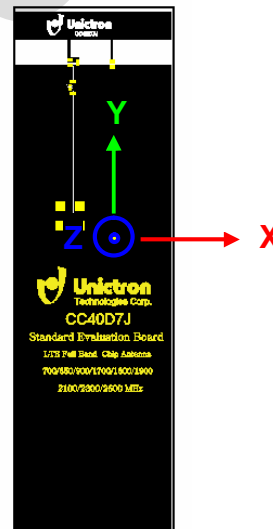 Unictron
Y
Z
X
Unictron
Technologies Corp.
CC40D7J
Standard Evaluation Board
LTE Full Band Chip Antenna
700/850/900/1700/1800/1900
2100/2300/2600 MHz